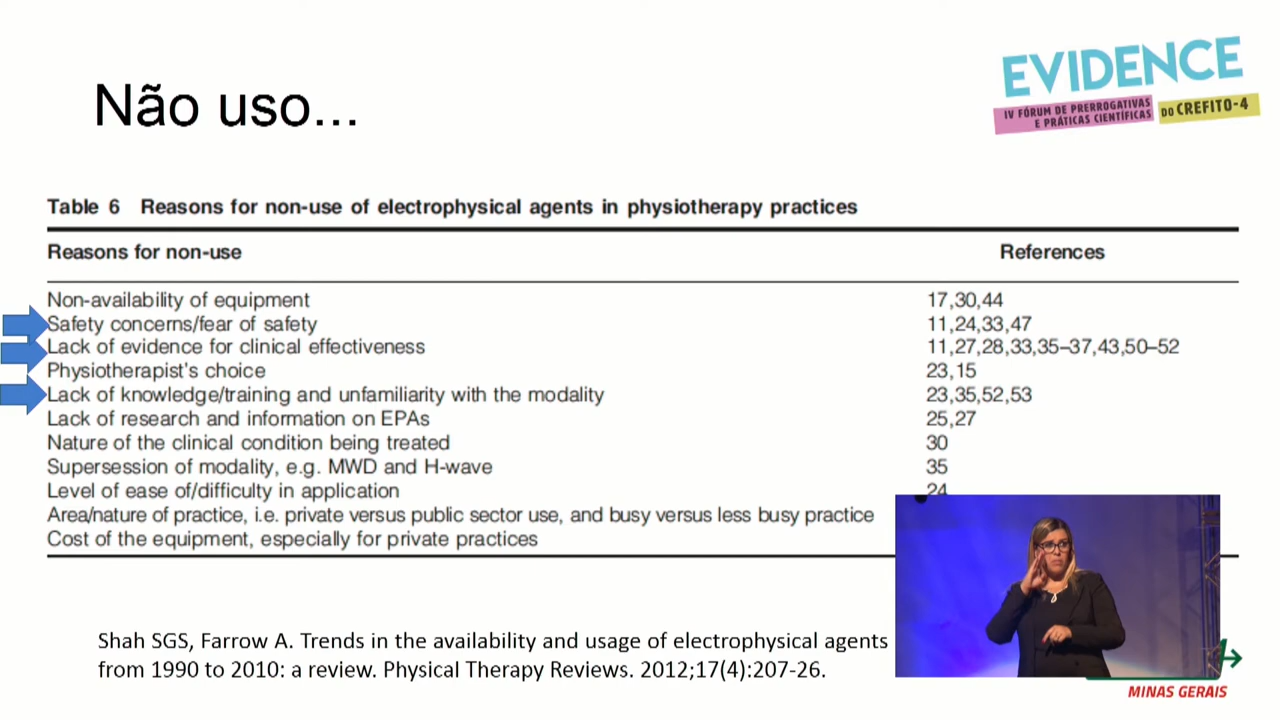 EVIDENCE
IV FÓRUM DE PRERROGATIVAS
E PRÁTICAS CIENTÍFICAS
DO CREFITO-4
Não uso...
Table 6 Reasons for non-use of electrophysical agents in physiotherapy practices
Reasons for non-use References
Non-availability of equipment 17,30,44
Safety concerns/fear of safety 11,24,33,47
Lack of evidence for clinical effectiveness 11,27,28,33,35–37,43,50–52
Physiotherapist's choice 23,15
Lack of knowledge/training and unfamiliarity with the modality 23,35,52,53
Lack of research and information on EPAs 25,27
Nature of the clinical condition being treated 30
Supersession of modality, e.g. MWD and H-wave 35
Level of ease of/difficulty in application 24
Area/nature of practice, i.e. private versus public sector use, and busy versus less busy practice
Cost of the equipment, especially for private practices
Shah SGS, Farrow A. Trends in the availability and usage of electrophysical agents
from 1990 to 2010: a review. Physical Therapy Reviews. 2012;17(4):207-26.
MINAS GERAIS